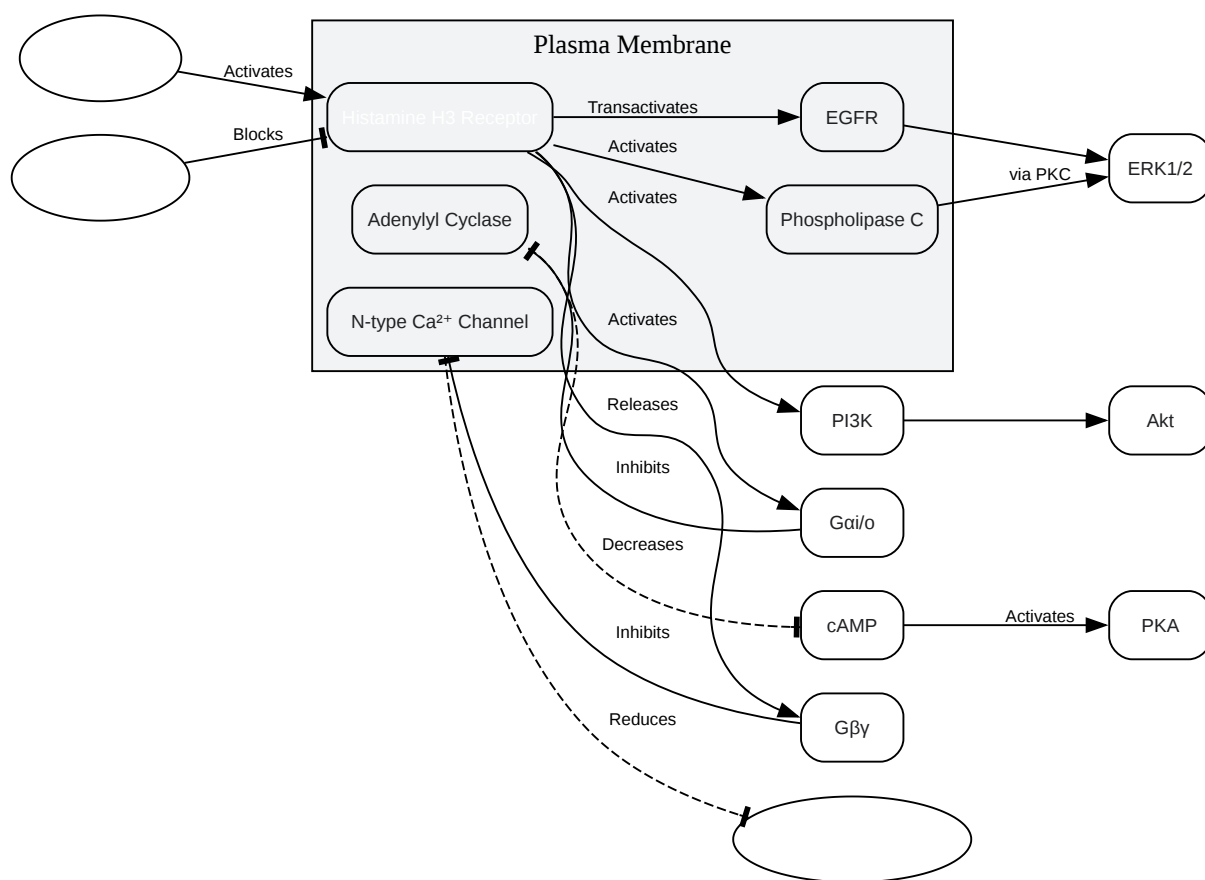 Plasma Membrane
Activates
Histamine H3 Receptor
Transactivates
EGFR
Blocks
Activates
via PKC
ERK1/2
Activates
Adenylyl Cyclase
Phospholipase C
N-type Ca²⁺ Channel
Activates
Releases
PI3K
Akt
Inhibits
Gαi/o
Decreases
cAMP
Activates
PKA
Inhibits
Reduces
Gβγ